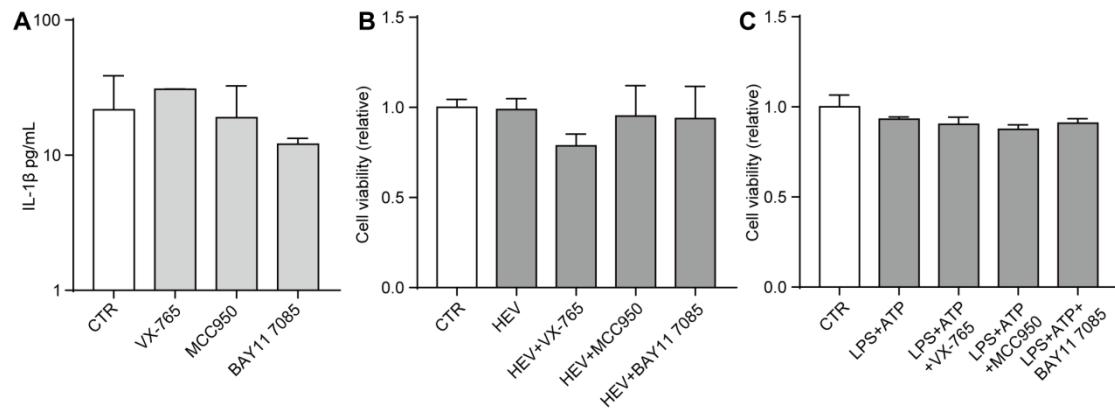 A
IL-1β pg/mL
100
10
1
CTR
VX-765
MCC950
BAY11 7085
B
Cell viability (relative)
1.5
1.0
0.5
0.0
CTR
HEV
HEV+VX-765
HEV+MCC950
HEV+BAY11 7085
C
Cell viability (relative)
1.5
1.0
0.5
0.0
CTR
LPS+ATP
LPS+ATP
+VX-765
LPS+ATP
+MCC950
LPS+ATP+
BAY11 7085